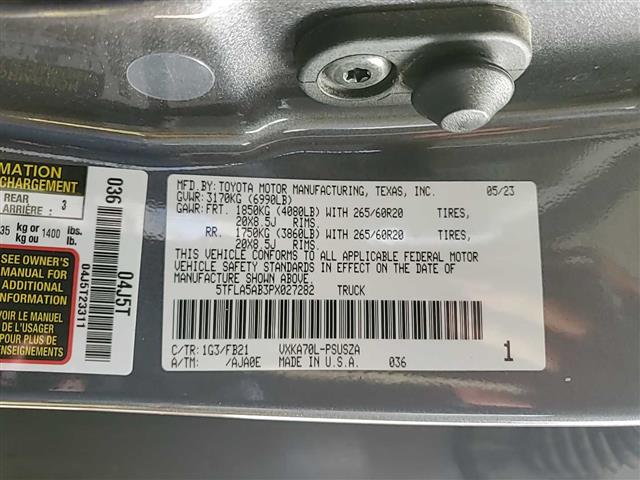 MATION
CHARGEMENT
REAR
ARRIÈRE : 3
35 kg or 1400 lbs.
kg ou lb.
SEE OWNER'S
MANUAL FOR
ADDITIONAL
INFORMATION
VOIR LE MANUEL
DE L'USAGER
POUR PLUS DE
RENSEIGNEMENTS
036
04J5T
04J5T23311
MFD.BY: TOYOTA MOTOR MANUFACTURING, TEXAS, INC. 05/23
GVWR: 3170KG (6990LB)
GAWR: FRT. 1850KG (4080LB) WITH 265/60R20 TIRES,
20X8.5J RIMS.
RR. 1750KG (3860LB) WITH 265/60R20 TIRES,
20X8.5J RIMS.
THIS VEHICLE CONFORMS TO ALL APPLICABLE FEDERAL MOTOR
VEHICLE SAFETY STANDARDS IN EFFECT ON THE DATE OF
MANUFACTURE SHOWN ABOVE.
5TFLA5AB3PX027282 TRUCK
C/TR: 1G3/FB21 VXKA70L-PSUSZA
A/TM: /AJA0E MADE IN U.S.A. 036 1